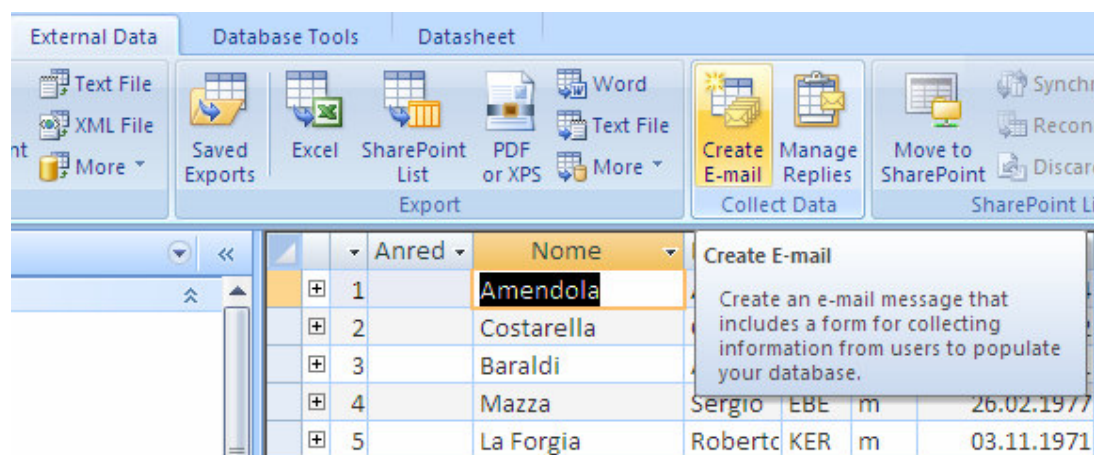 External Data Database Tools Datasheet
Text File
XML File
More
Saved Exports
Excel
SharePoint List
PDF or XPS
Word
Text File
More
Export
Create E-mail
Manage Replies
Collect Data
Move to SharePoint
Anred Nome
1 Amendola
2 Costarella
3 Baraldi
4 Mazza Sergio EBE m 26.02.1977
5 La Forgia KER m 03.11.1971
Create E-mail
Create an e-mail message that
includes a form for collecting
information from users to populate
your database.